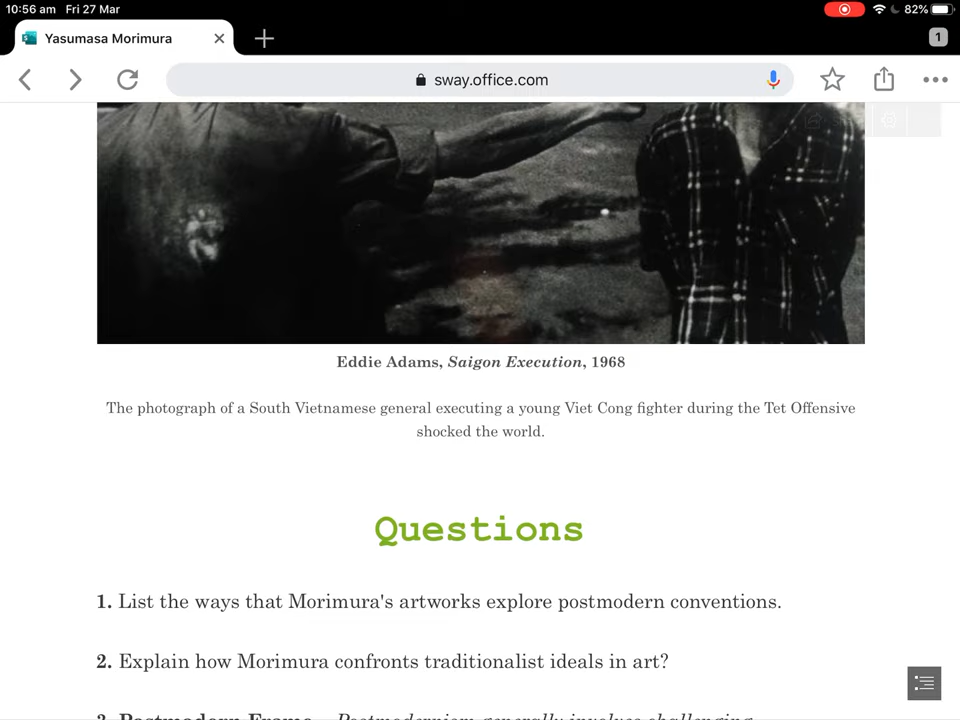 10:56 am Fri 27 Mar 82%
Yasumasa Morimura 1
sway.office.com
Eddie Adams, Saigon Execution, 1968
The photograph of a South Vietnamese general executing a young Viet Cong fighter during the Tet Offensive
shocked the world.
Questions
1. List the ways that Morimura's artworks explore postmodern conventions.
2. Explain how Morimura confronts traditionalist ideals in art?
3. Postmodern Frame – Postmodernism generally involves challenging